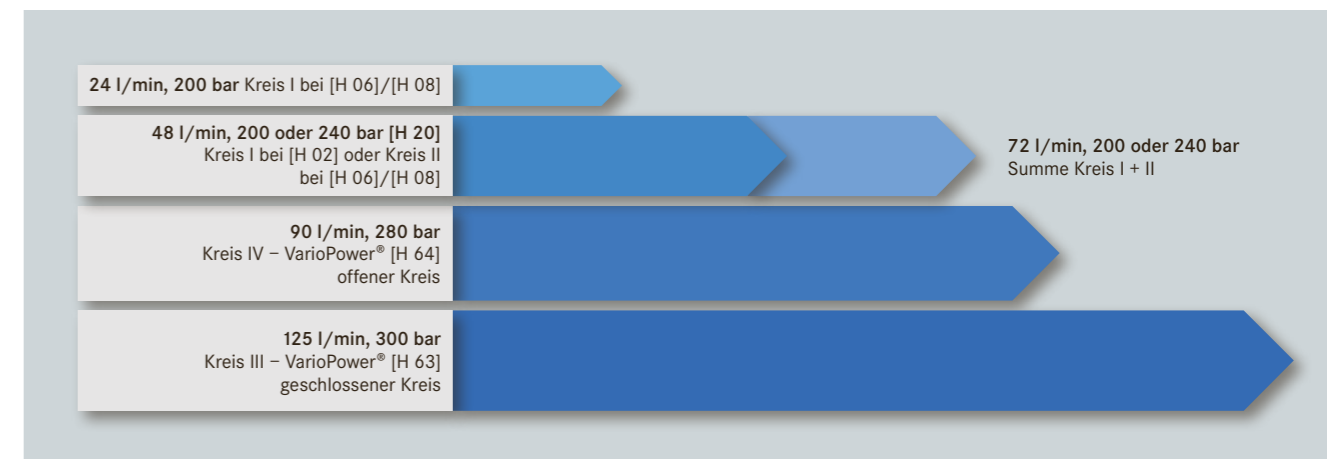 24 l/min, 200 bar Kreis I bei [H 06]/[H 08]
48 l/min, 200 oder 240 bar [H 20]
Kreis I bei [H 02] oder Kreis II
bei [H 06]/[H 08]
72 l/min, 200 oder 240 bar
Summe Kreis I + II
90 l/min, 280 bar
Kreis IV – VarioPower® [H 64]
offener Kreis
125 l/min, 300 bar
Kreis III – VarioPower® [H 63]
geschlossener Kreis